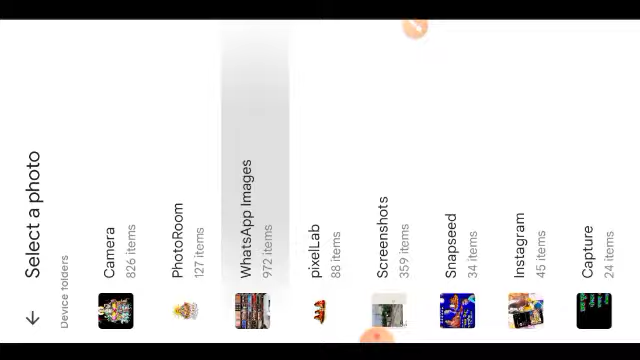 Select a photo
Device folders
Camera
826 items
PhotoRoom
127 items
WhatsApp Images
972 items
pixelLab
88 items
Screenshots
359 items
Snapseed
34 items
Instagram
45 items
Capture
24 items